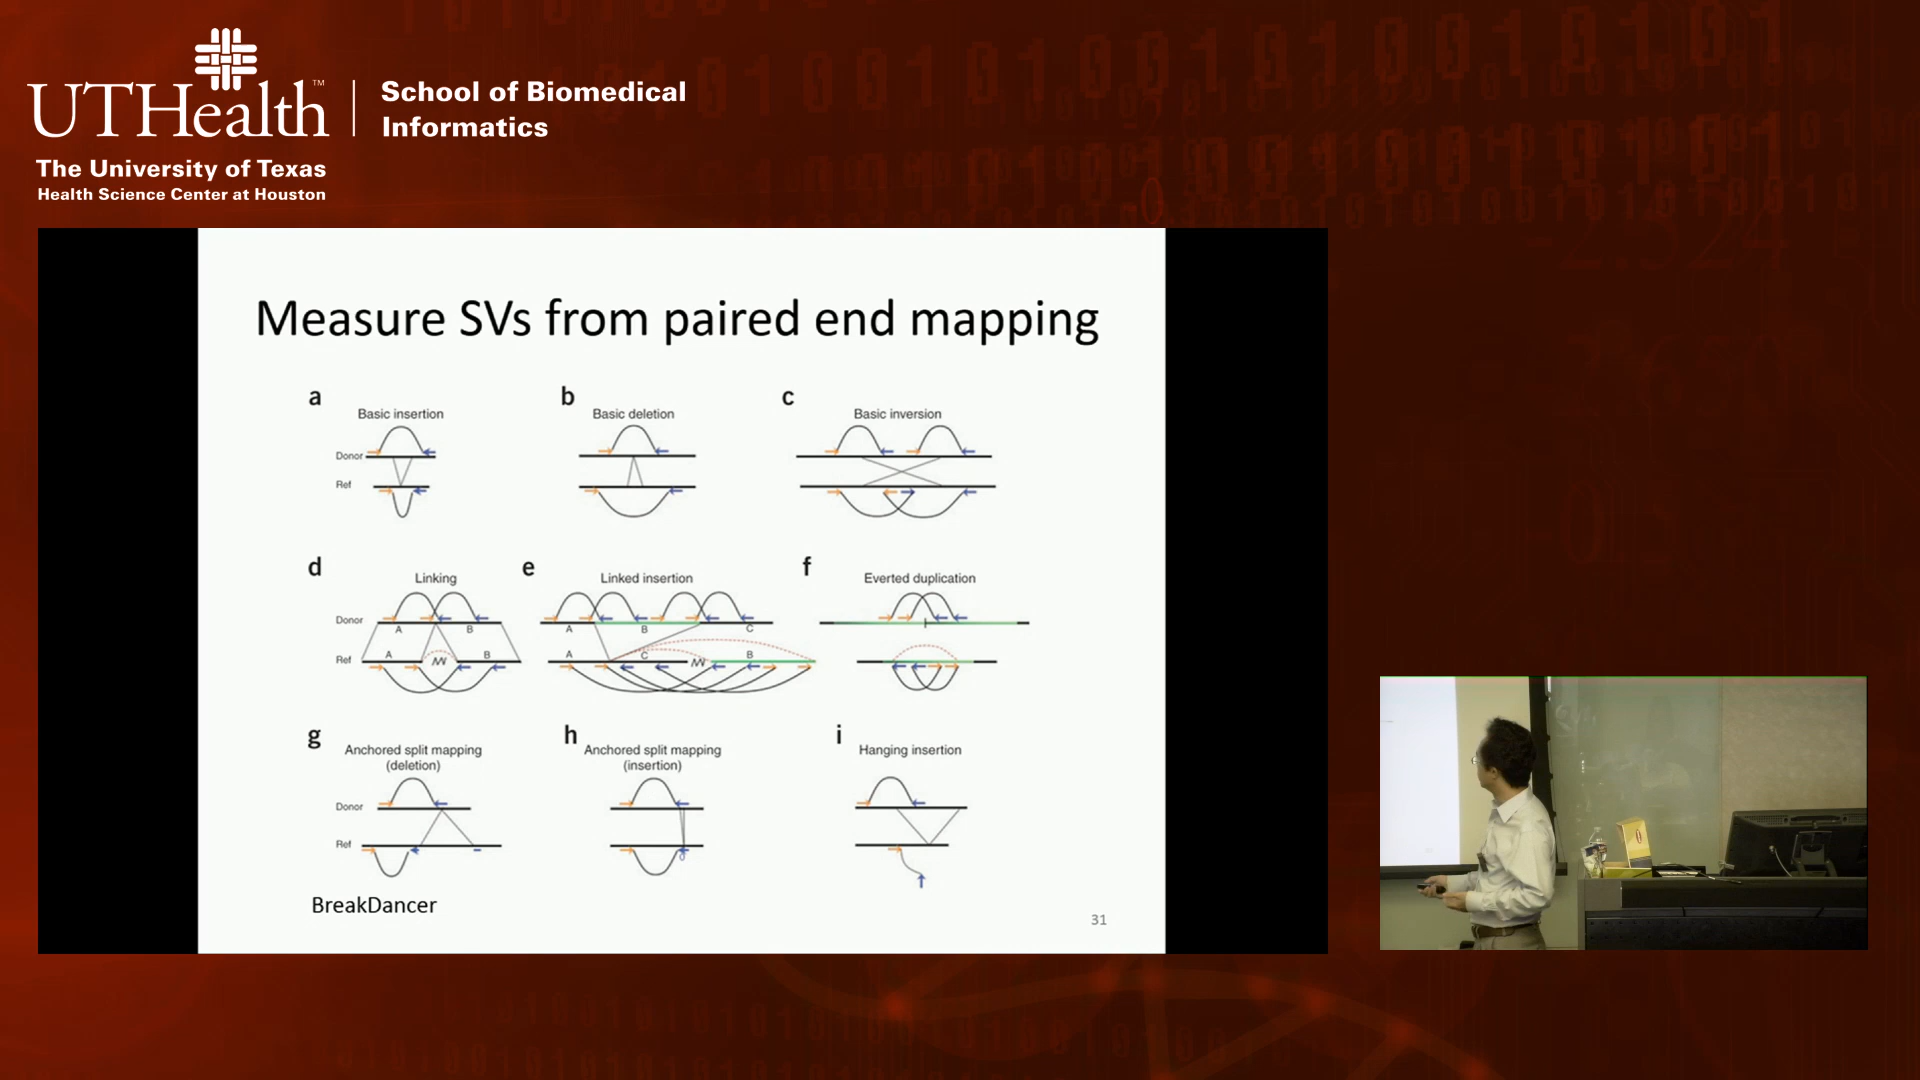 UTHealth™
School of Biomedical
Informatics
The University of Texas
Health Science Center at Houston
Measure SVs from paired end mapping
a
Basic insertion
Donor
Ref
b
Basic deletion
c
Basic inversion
d
Linking
Donor
A
B
Ref
A
B
e
Linked insertion
A
B
C
A
C
B
f
Everted duplication
g
Anchored split mapping
(deletion)
Donor
Ref
h
Anchored split mapping
(insertion)
i
Hanging insertion
BreakDancer
31